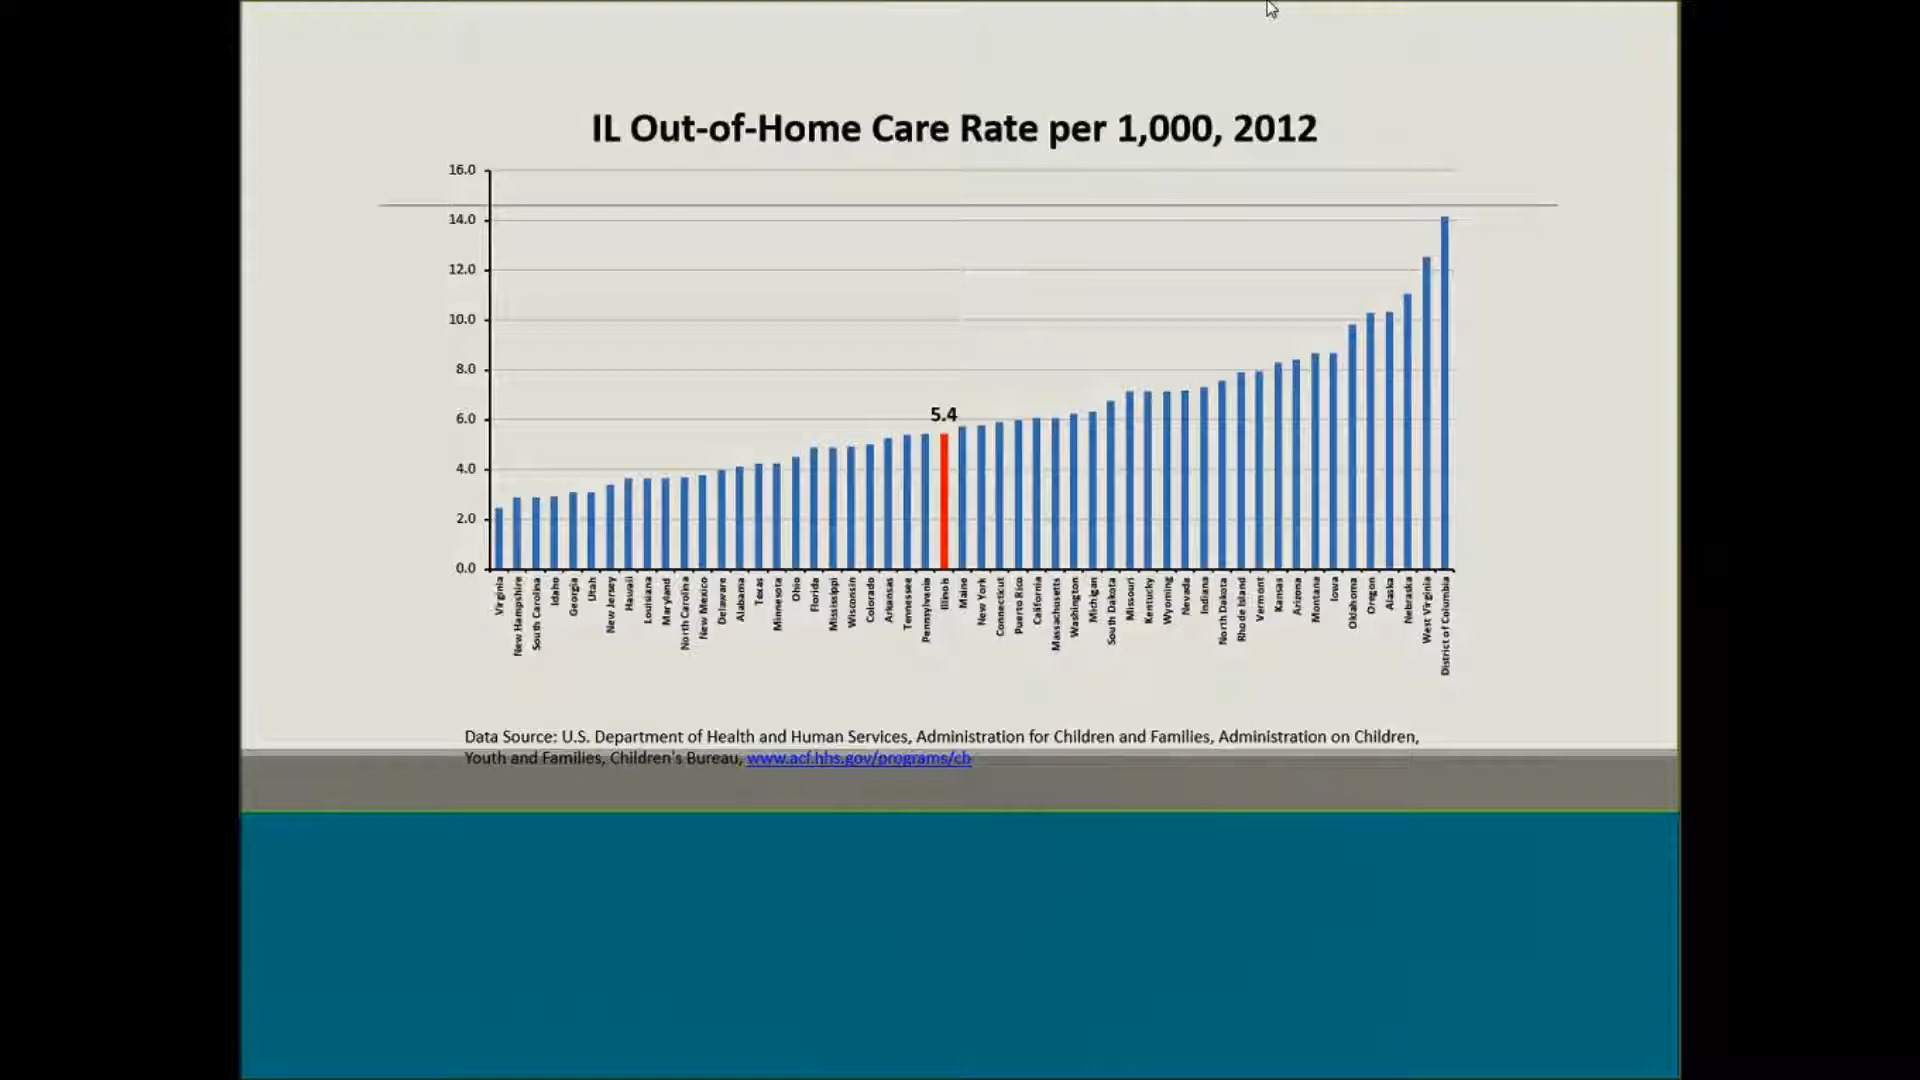 IL Out-of-Home Care Rate per 1,000, 2012
16.0
14.0
12.0
10.0
8.0
6.0
4.0
2.0
0.0
5.4
Virginia
New Hampshire
South Carolina
Idaho
Georgia
Utah
New Jersey
Hawaii
Louisiana
Maryland
North Carolina
New Mexico
Delaware
Alabama
Texas
Minnesota
Ohio
Florida
Mississippi
Wisconsin
Colorado
Arkansas
Tennessee
Pennsylvania
Illinois
Maine
New York
Connecticut
Puerto Rico
California
Massachusetts
Washington
Michigan
South Dakota
Missouri
Kentucky
Wyoming
Nevada
Indiana
North Dakota
Rhode Island
Vermont
Kansas
Arizona
Montana
Iowa
Oklahoma
Oregon
Alaska
Nebraska
West Virginia
District of Columbia
Data Source: U.S. Department of Health and Human Services, Administration for Children and Families, Administration on Children,
Youth and Families, Children's Bureau, www.acf.hhs.gov/programs/cb